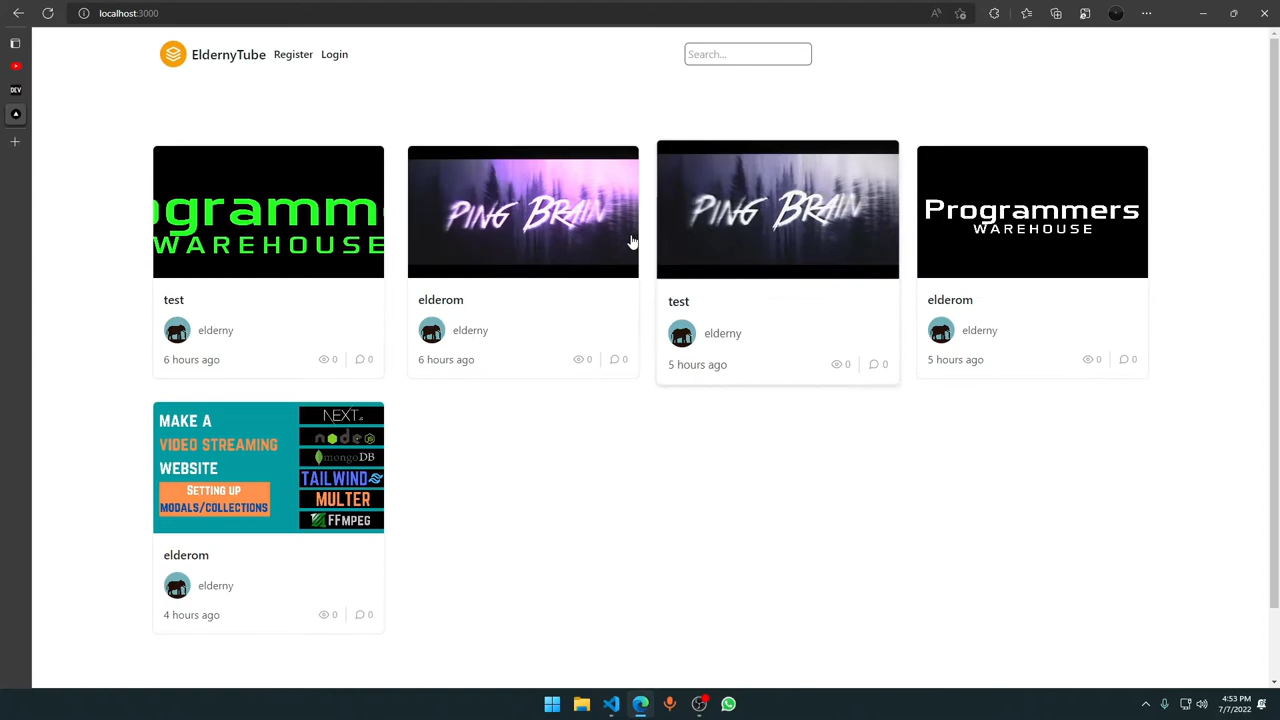 localhost:3000
DEV
EldernyTube Register Login
Search...
ogramm
WAREHOUSE
test
elderny
6 hours ago
0
0
PING BRAIN
elderom
elderny
6 hours ago
0
0
PING BRAIN
test
elderny
5 hours ago
0
0
Programmers
WAREHOUSE
elderom
elderny
5 hours ago
0
0
MAKE A
VIDEO STREAMING
WEBSITE
SETTING UP
MODALS/COLLECTIONS
NEXT.JS
node
mongoDB
TAILWIND
MULTER
FFMPEG
elderom
elderny
4 hours ago
0
0
4:53 PM
7/7/2022